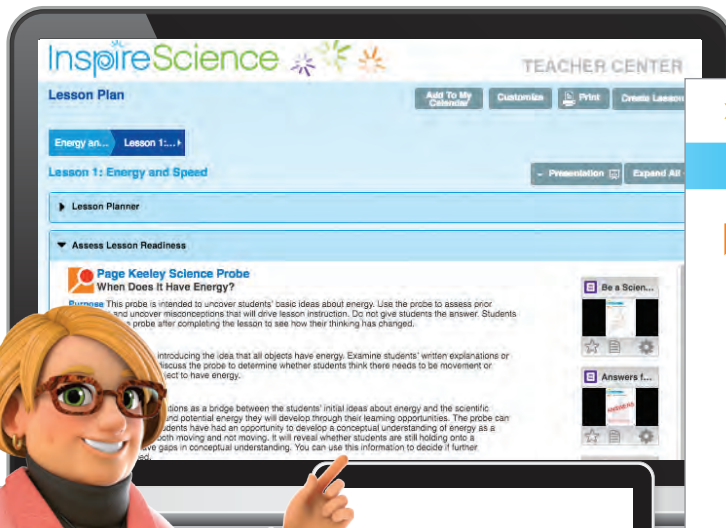 InspireScience
TEACHER CENTER
Lesson Plan
Add To My Calendar
Customize
Print
Create Lesson
Energy an...
Lesson 1:...
Lesson 1: Energy and Speed
Presentation
Expand All
Lesson Planner
Assess Lesson Readiness
Page Keeley Science Probe
When Does It Have Energy?
Purpose This probe is intended to uncover students' basic ideas about energy. Use the probe to assess prior
and uncover misconceptions that will drive lesson instruction. Do not give students the answer. Students
probe after completing the lesson to see how their thinking has changed.
introducing the idea that all objects have energy. Examine students' written explanations or
discuss the probe to determine whether students think there needs to be movement or
to have energy.
as a bridge between the students' initial ideas about energy and the scientific
potential energy they will develop through their learning opportunities. The probe can
have had an opportunity to develop a conceptual understanding of energy as a
both moving and not moving. It will reveal whether students are still holding onto a
gaps in conceptual understanding. You can use this information to decide if further
Be a Scien...
Answers f...
ANSWERS